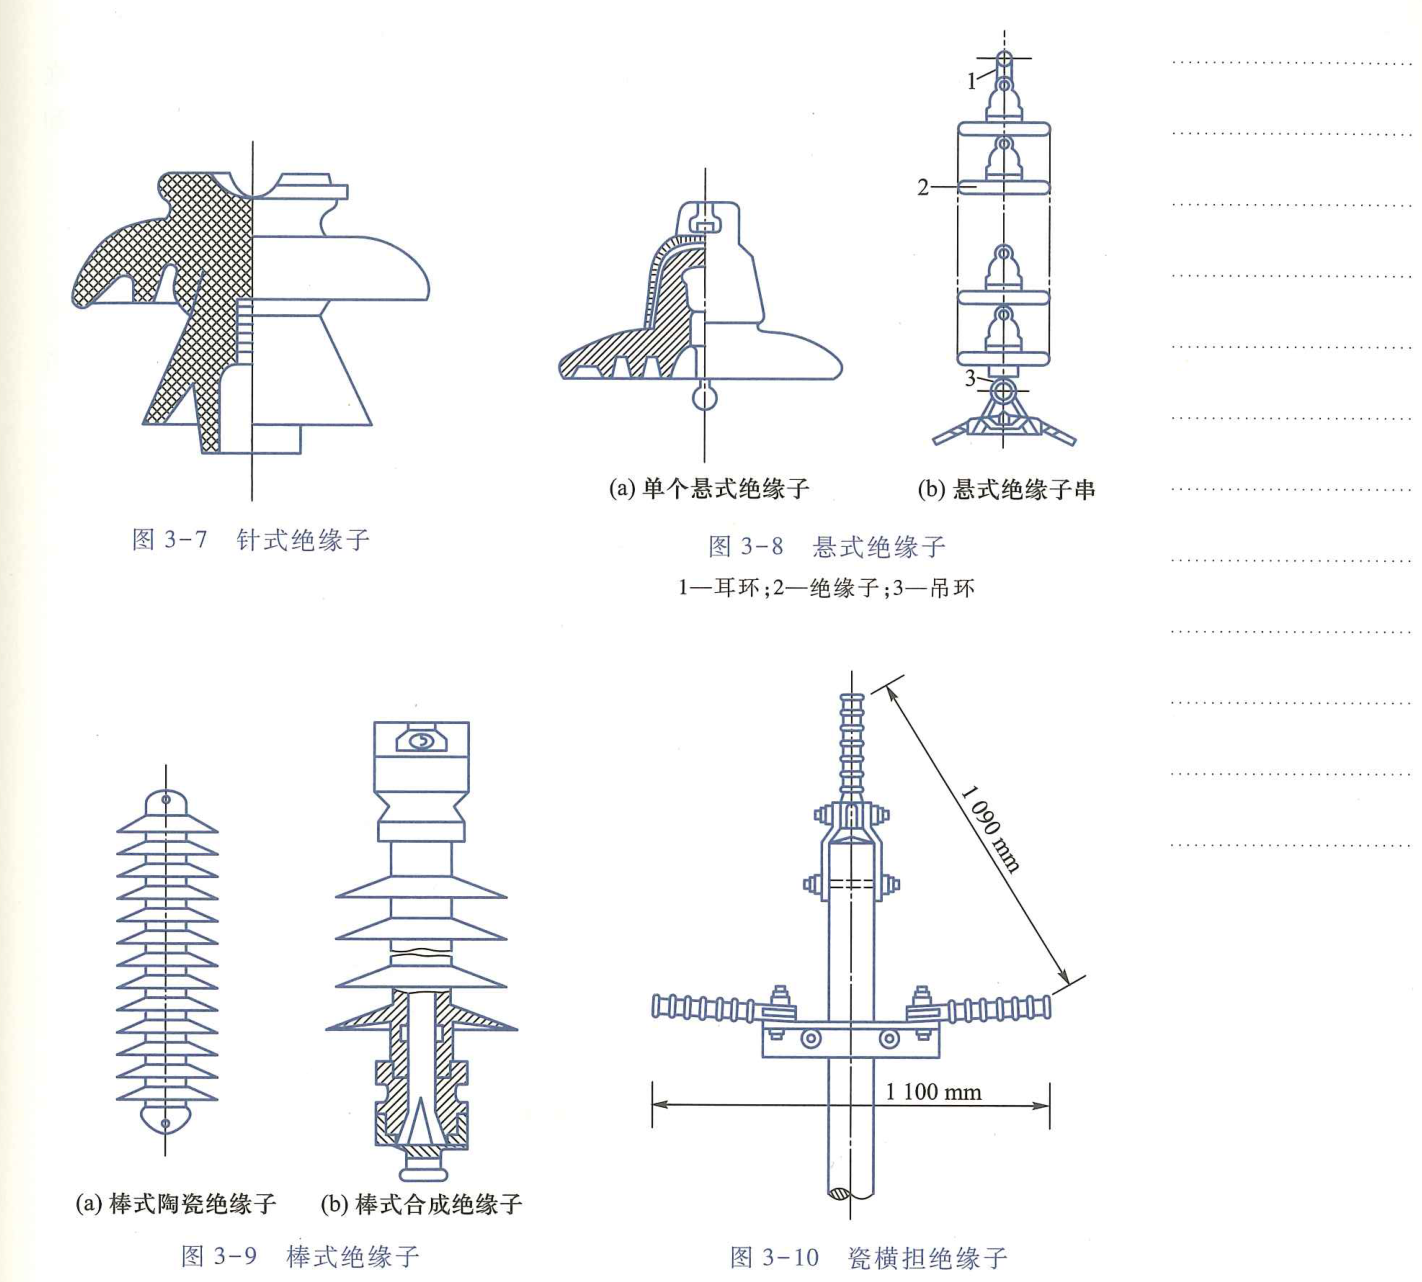 1
2
3
(a) 单个悬式绝缘子
(b) 悬式绝缘子串
图 3-7 针式绝缘子
图 3-8 悬式绝缘子
1—耳环;2—绝缘子;3—吊环
1 090 mm
1 100 mm
(a) 棒式陶瓷绝缘子
(b) 棒式合成绝缘子
图 3-9 棒式绝缘子
图 3-10 瓷横担绝缘子